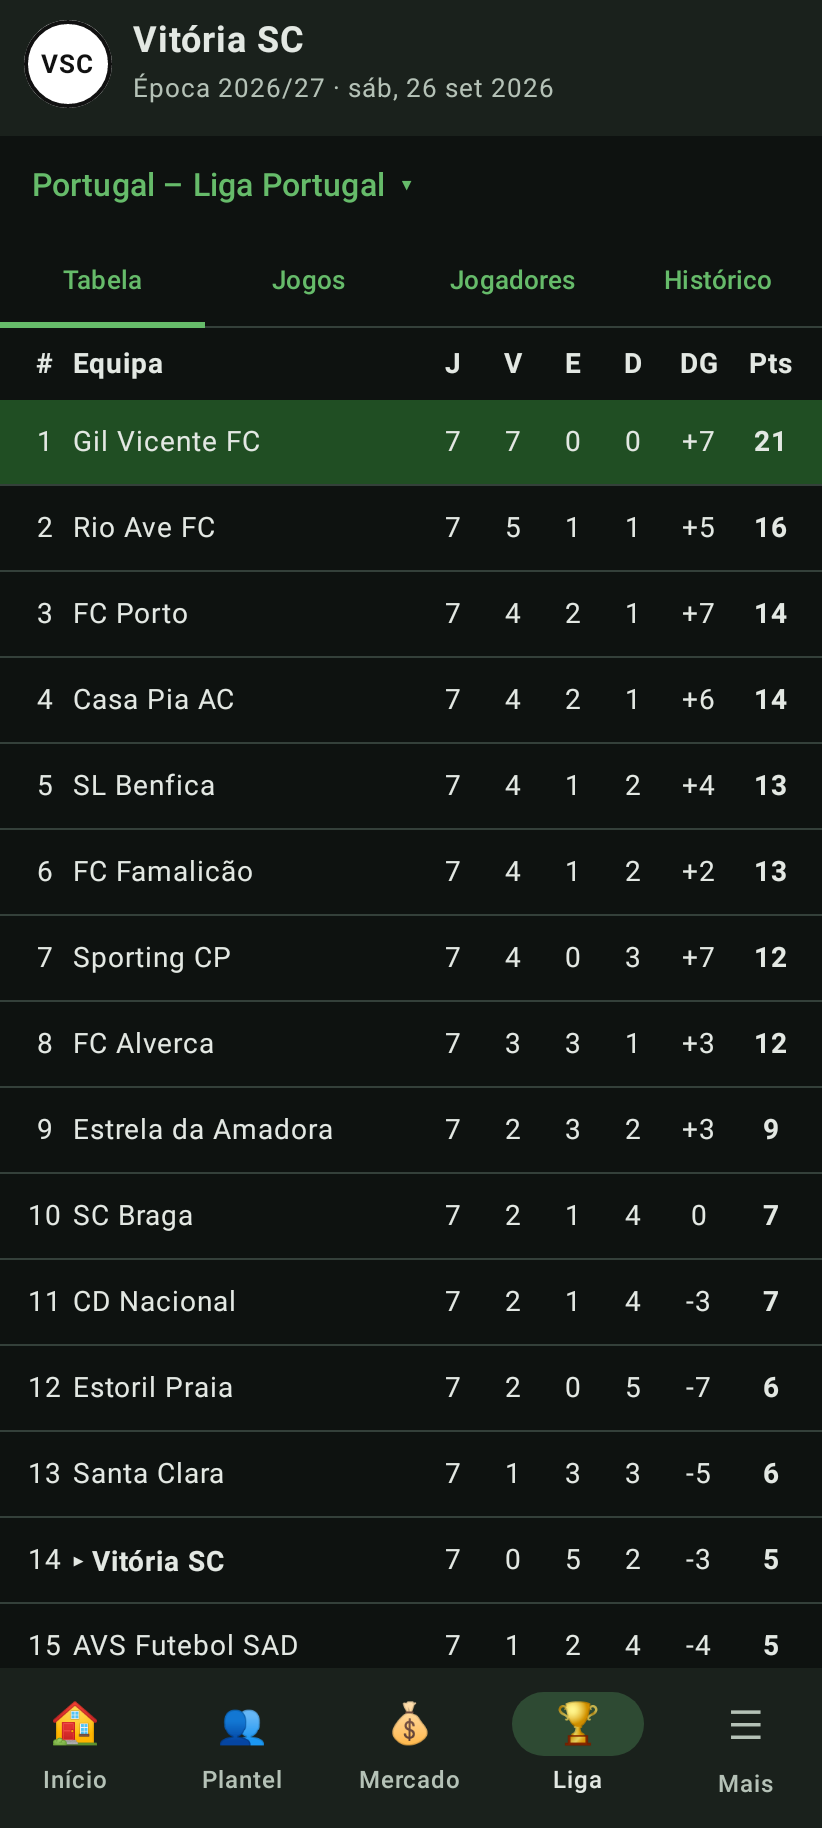 VSC
Vitória SC
Época 2026/27 · sáb, 26 set 2026
Portugal – Liga Portugal ▾
Tabela Jogos Jogadores Histórico
# Equipa J V E D DG Pts
1 Gil Vicente FC 7 7 0 0 +7 21
2 Rio Ave FC 7 5 1 1 +5 16
3 FC Porto 7 4 2 1 +7 14
4 Casa Pia AC 7 4 2 1 +6 14
5 SL Benfica 7 4 1 2 +4 13
6 FC Famalicão 7 4 1 2 +2 13
7 Sporting CP 7 4 0 3 +7 12
8 FC Alverca 7 3 3 1 +3 12
9 Estrela da Amadora 7 2 3 2 +3 9
10 SC Braga 7 2 1 4 0 7
11 CD Nacional 7 2 1 4 -3 7
12 Estoril Praia 7 2 0 5 -7 6
13 Santa Clara 7 1 3 3 -5 6
14 ▸ Vitória SC 7 0 5 2 -3 5
15 AVS Futebol SAD 7 1 2 4 -4 5
Início Plantel Mercado Liga Mais